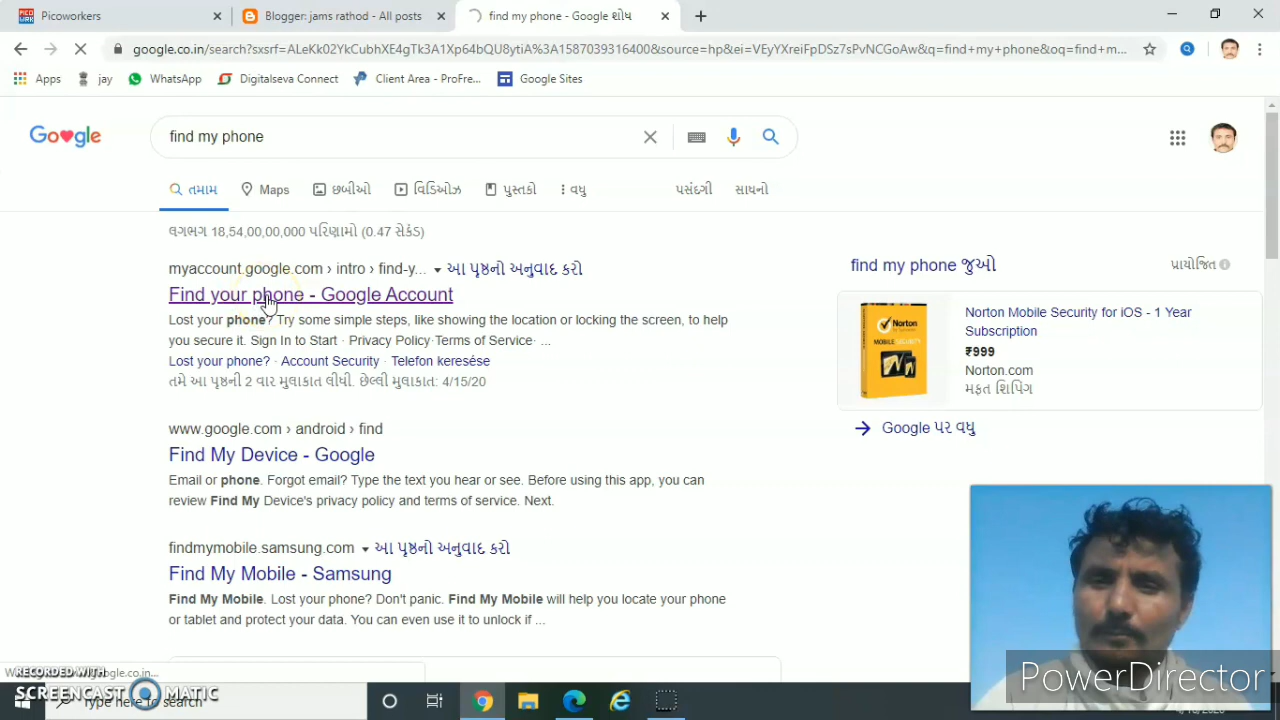 Picoworkers
Blogger: jams rathod - All posts
find my phone - Google શોધ
google.co.in/search?sxsrf=ALeKk02YkCubhXE4gTk3A1Xp64bQU8ytiA%3A1587039316400&source=hp&ei=VEyYXreiFpDSz7sPvNCGoAw&q=find+my+phone&oq=find+m...
Apps
jay
WhatsApp
Digitalseva Connect
Client Area - ProFre...
Google Sites
find my phone
તમામ
Maps
છબીઓ
વિડિઓઝ
પુસ્તકો
વધુ
પસંદગી
સાધનો
લગભગ 18,54,00,00,000 પરિણામો (0.47 સેકંડ)
myaccount.google.com › intro › find-y... આ પૃષ્ઠનો અનુવાદ કરો
Find your phone - Google Account
Lost your phone? Try some simple steps, like showing the location or locking the screen, to help
you secure it. Sign In to Start · Privacy Policy·Terms of Service· ...
Lost your phone? · Account Security · Telefon keresése
તમે આ પૃષ્ઠની 2 વાર મુલાકાત લીધી. છેલ્લી મુલાકાત: 4/15/20
www.google.com › android › find
Find My Device - Google
Email or phone. Forgot email? Type the text you hear or see. Before using this app, you can
review Find My Device's privacy policy and terms of service. Next.
findmymobile.samsung.com આ પૃષ્ઠનો અનુવાદ કરો
Find My Mobile - Samsung
Find My Mobile. Lost your phone? Don't panic. Find My Mobile will help you locate your phone
or tablet and protect your data. You can even use it to unlock if ...
find my phone જુઓ
પ્રાયોજિત
Norton Mobile Security for iOS - 1 Year
Subscription
₹999
Norton.com
મફત શિપિંગ
Google પર વધુ
Norton
MOBILE SECURITY
RECORDED WITH
SCREENCAST MATIC
Type here to search
PowerDirector